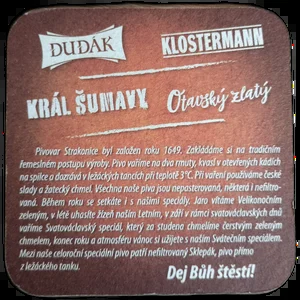 DUDÁK
KLOSTERMANN
KRÁL ŠUMAVY
Otavský zlatý
Pivovar Strakonice byl založen roku 1649. Zakládáme si na tradičním
řemeslném postupu výroby. Pivo vaříme na dva rmuty, kvasí v otevřených kádích
na spilce a dozrává v ležáckých tancích při teplotě 3°C. Při vaření používáme české
slady a žatecký chmel. Všechna naše piva jsou nepasterovaná, některá i nefiltro-
vaná. Během roku se setkáte i s našimi speciály. Jaro vítáme Velikonočním
zeleným, v létě uhasíte žízeň naším Letním, v září v rámci svatováclavských dnů
vaříme Svatováclavský speciál, který za studena chmelíme čerstvým zeleným
chmelem, konec roku a atmosféru vánoc si užijete s naším Svátečním speciálem.
Mezi naše celoroční speciální pivo patří nefiltrovaný Sklepák, pivo přímo
z ležáckého tanku.
Dej Bůh štěstí!